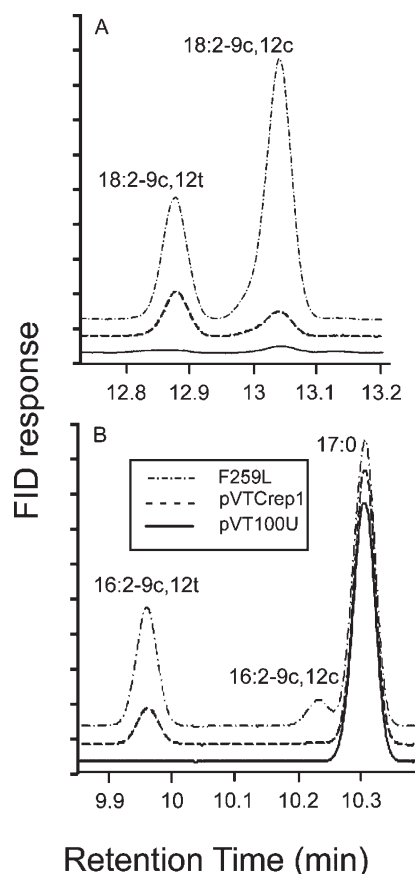 A
18:2-9c,12c
18:2-9c,12t
12.8 12.9 13 13.1 13.2
FID response
B
17:0
F259L
pVTCrep1
pVT100U
16:2-9c,12t
16:2-9c,12c
9.9 10 10.1 10.2 10.3
Retention Time (min)